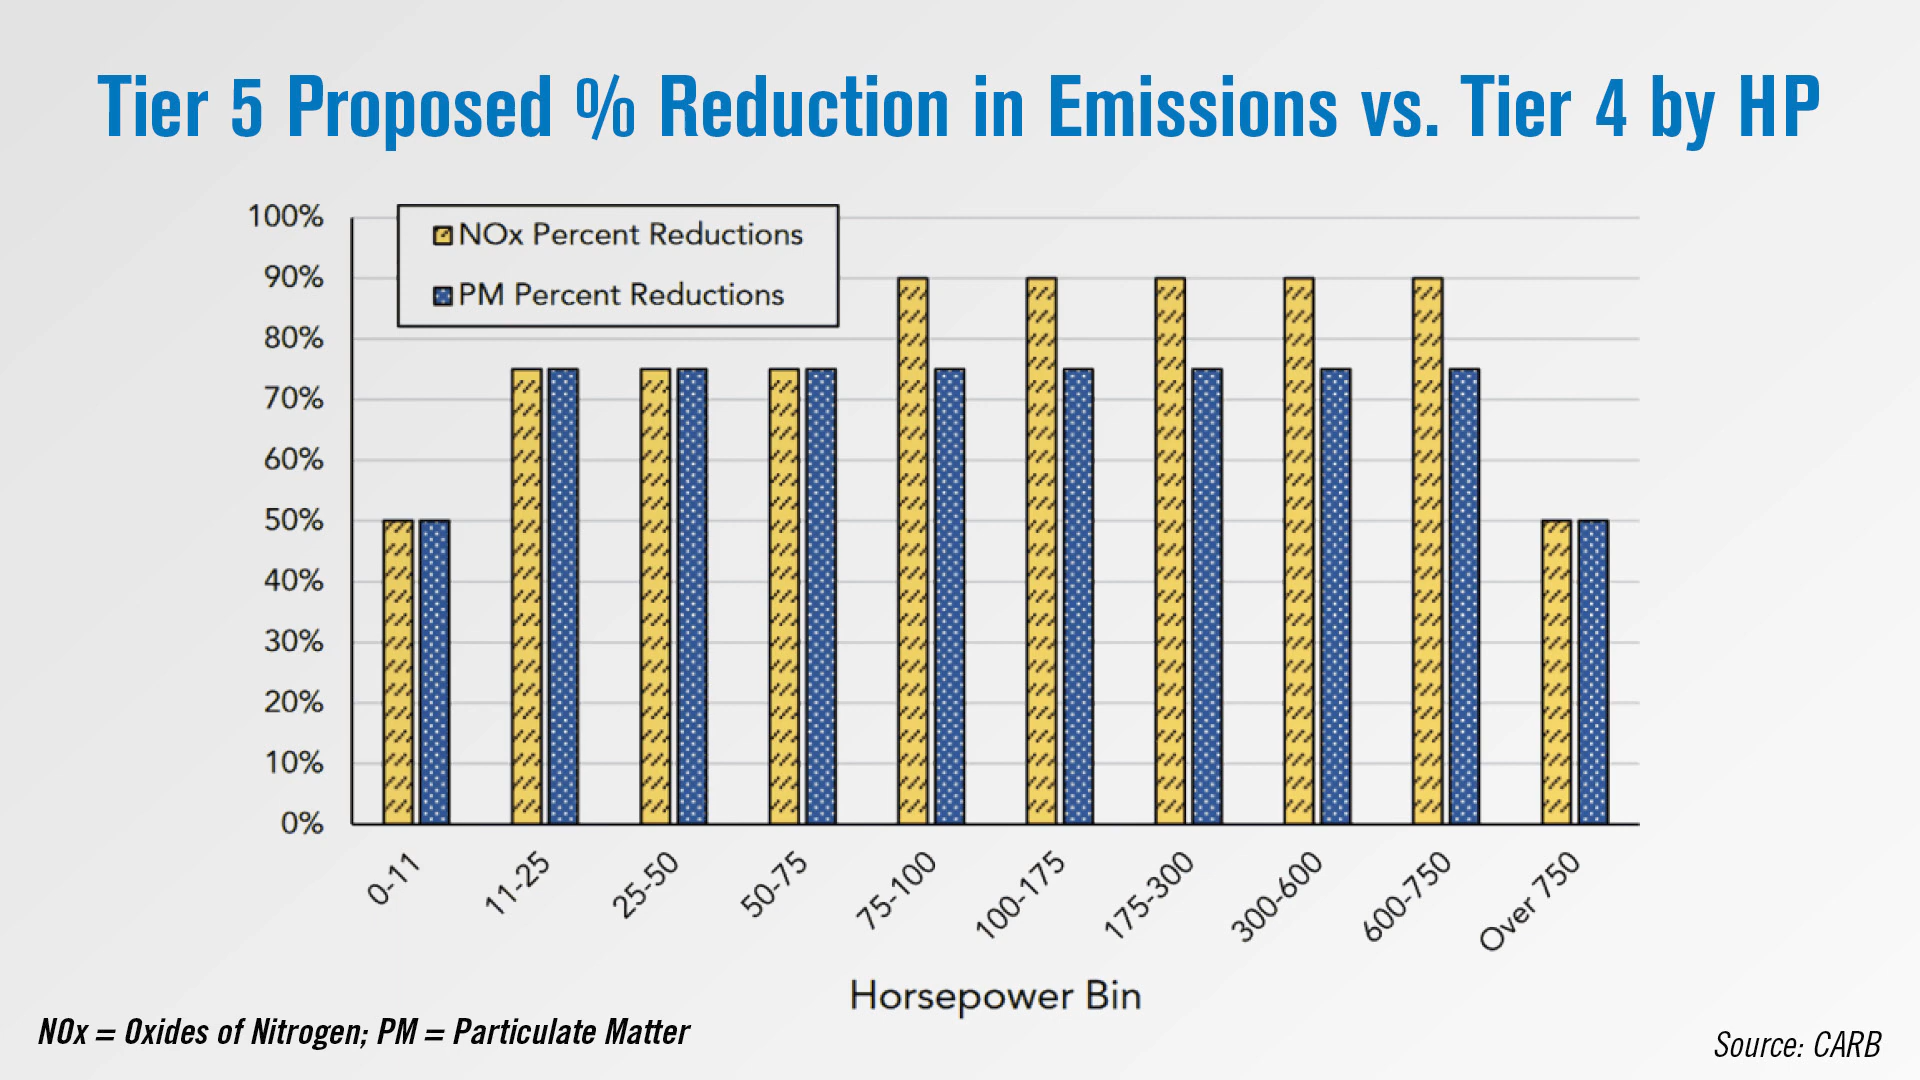 Tier 5 Proposed % Reduction in Emissions vs. Tier 4 by HP
NOx Percent Reductions
PM Percent Reductions
100%
90%
80%
70%
60%
50%
40%
30%
20%
10%
0%
0-11
11-25
25-50
50-75
75-100
100-175
175-300
300-600
600-750
Over 750
Horsepower Bin
NOx = Oxides of Nitrogen; PM = Particulate Matter
Source: CARB